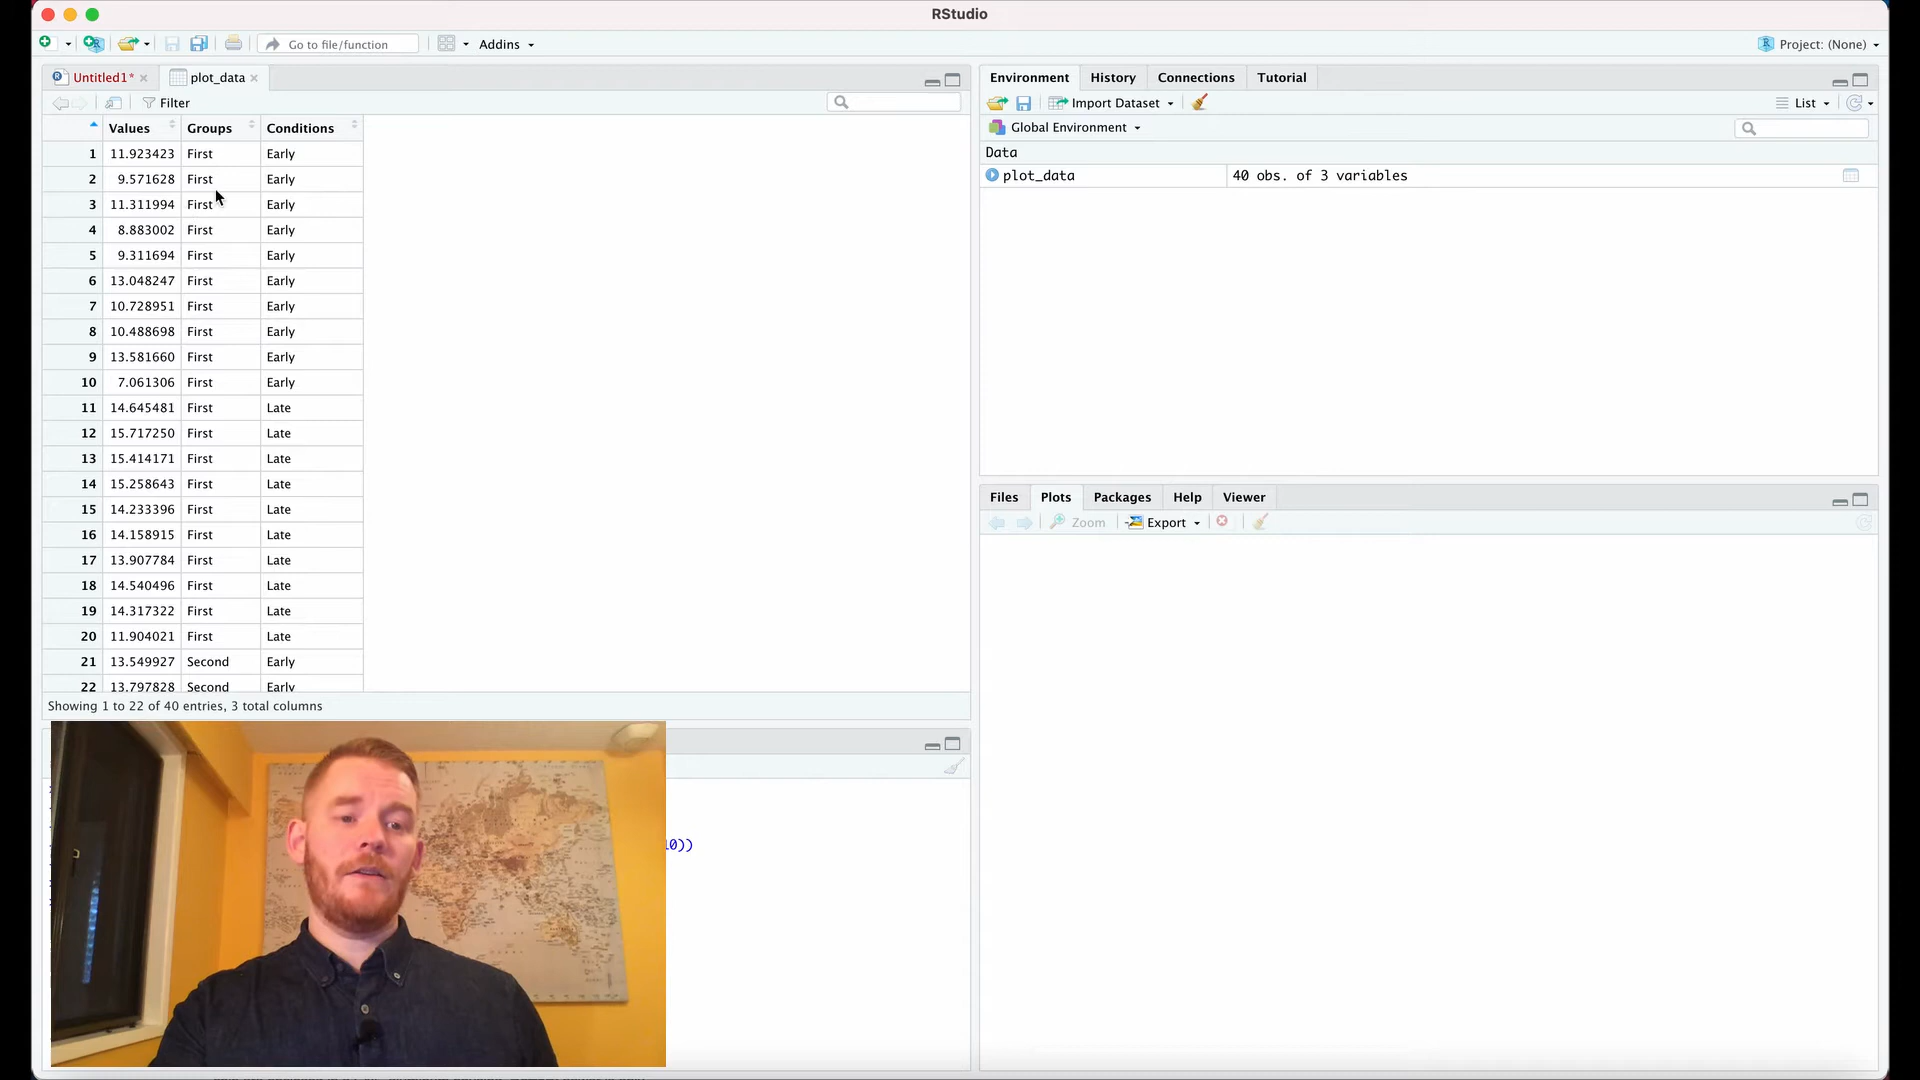 RStudio
Go to file/function
Addins
Project: (None)
Untitled1*
plot_data
Filter
Values Groups Conditions
1 11.923423 First Early
2 9.571628 First Early
3 11.311994 First Early
4 8.883002 First Early
5 9.311694 First Early
6 13.048247 First Early
7 10.728951 First Early
8 10.488698 First Early
9 13.581660 First Early
10 7.061306 First Early
11 14.645481 First Late
12 15.717250 First Late
13 15.414171 First Late
14 15.258643 First Late
15 14.233396 First Late
16 14.158915 First Late
17 13.907784 First Late
18 14.540496 First Late
19 14.317322 First Late
20 11.904021 First Late
21 13.549927 Second Early
22 13.797828 Second Early
Showing 1 to 22 of 40 entries, 3 total columns
0))
Environment History Connections Tutorial
Import Dataset
List
Global Environment
Data
plot_data 40 obs. of 3 variables
Files Plots Packages Help Viewer
Zoom Export